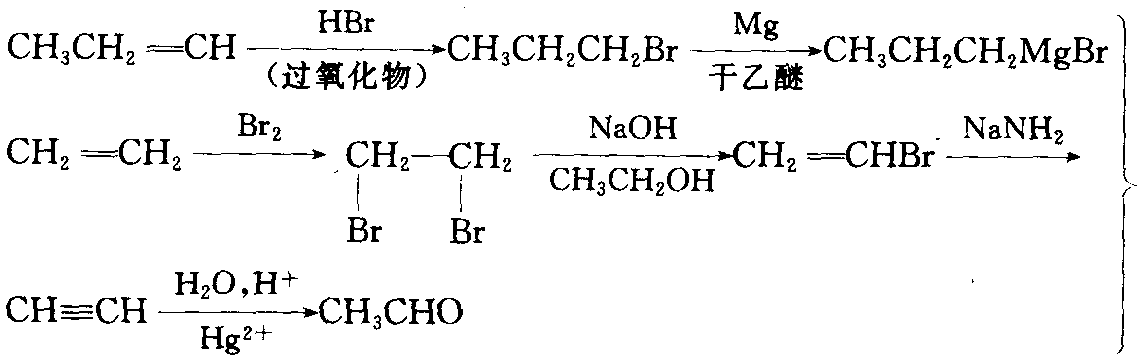 CH₃CH₂=CH —HBr (过氧化物)→ CH₃CH₂CH₂Br —Mg 干乙醚→ CH₃CH₂CH₂MgBr
CH₂=CH₂ —Br₂→ CH₂—CH₂ —NaOH CH₃CH₂OH→ CH₂=CHBr —NaNH₂→
Br Br
CH≡CH —H₂O,H⁺ Hg²⁺→ CH₃CHO